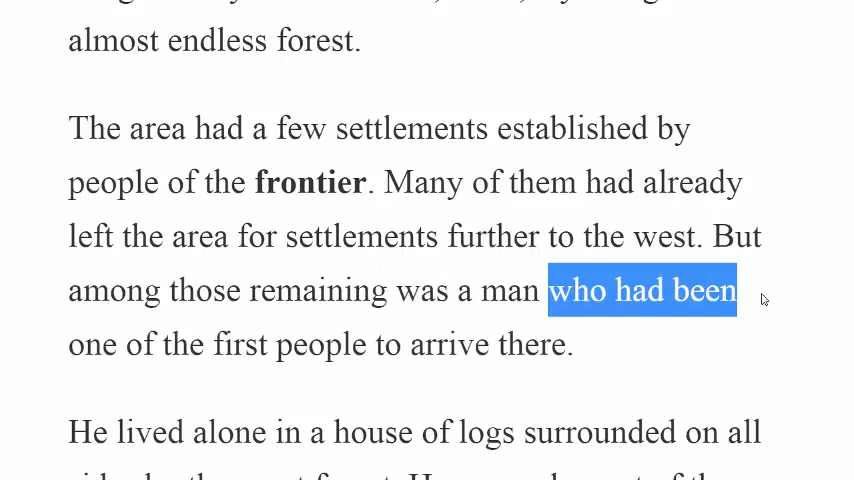 almost endless forest.
The area had a few settlements established by
people of the frontier. Many of them had already
left the area for settlements further to the west. But
among those remaining was a man who had been
one of the first people to arrive there.
He lived alone in a house of logs surrounded on all